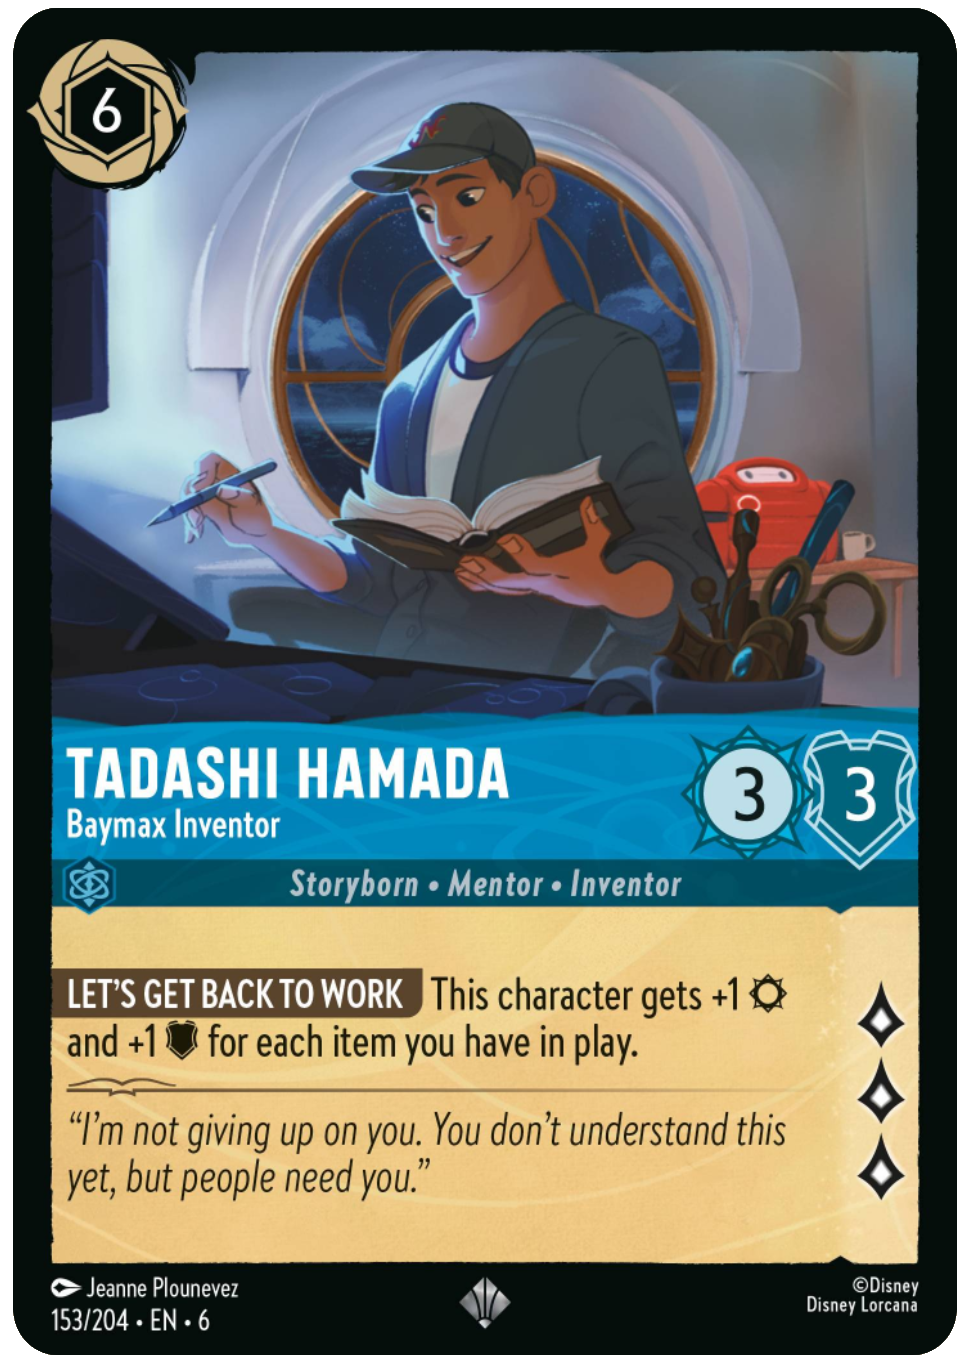 6
TADASHI HAMADA
Baymax Inventor
3
3
Storyborn • Mentor • Inventor
LET'S GET BACK TO WORK This character gets +1
and +1 for each item you have in play.
“I’m not giving up on you. You don’t understand this
yet, but people need you.”
Jeanne Plounevez
153/204 • EN • 6
©Disney
Disney Lorcana